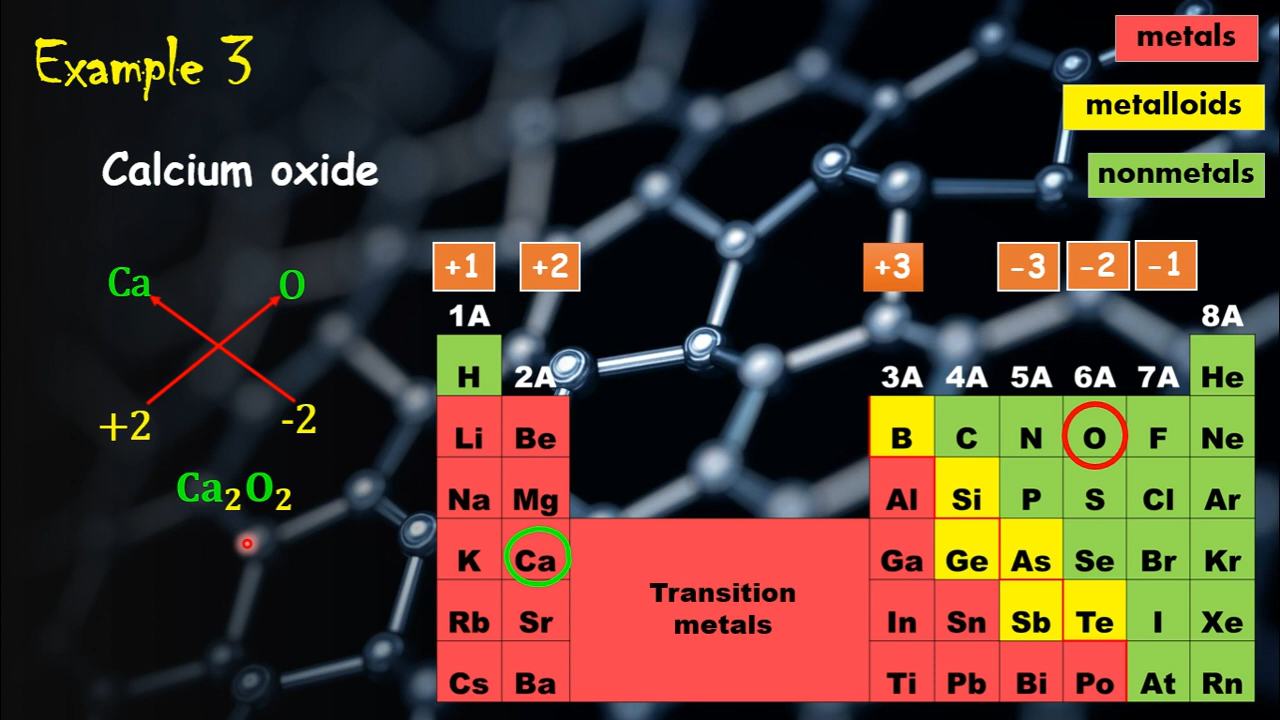 Example 3
metals
metalloids
nonmetals
Calcium oxide
Ca O
+2 -2
Ca₂O₂
+1 +2 +3 -3 -2 -1
1A 8A
H 2A 3A 4A 5A 6A 7A He
Li Be B C N O F Ne
Na Mg Al Si P S Cl Ar
K Ca Ga Ge As Se Br Kr
Transition
metals
Rb Sr In Sn Sb Te I Xe
Cs Ba Ti Pb Bi Po At Rn